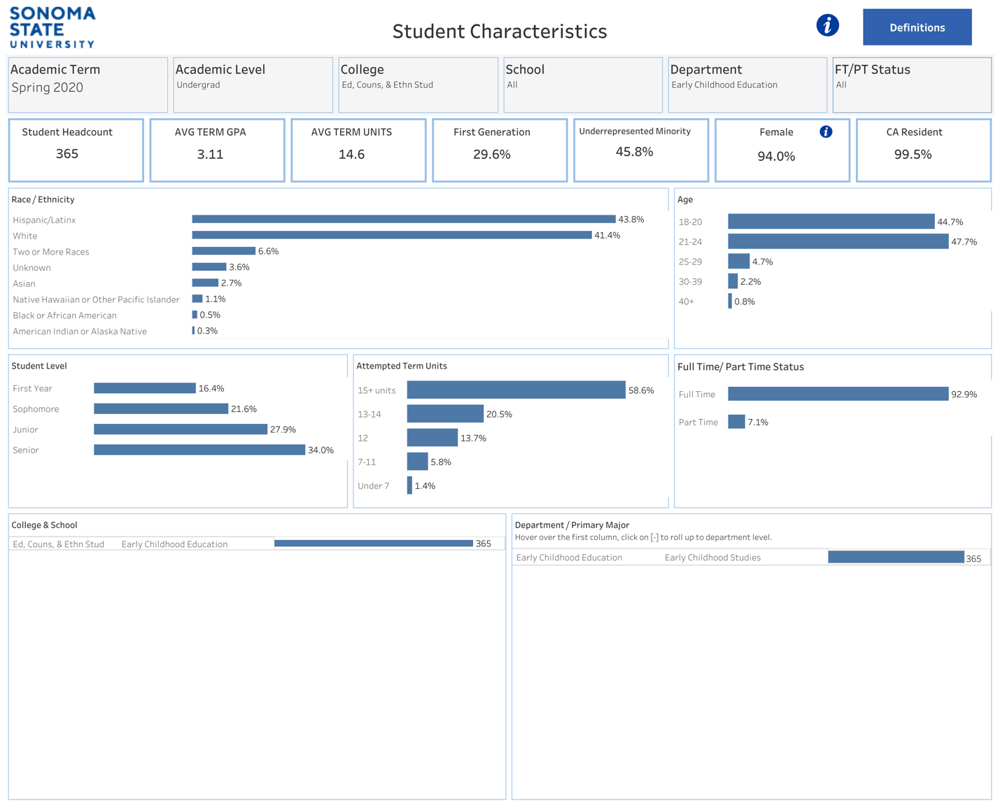 SONOMA
STATE
UNIVERSITY
Student Characteristics
i
Definitions
Academic Term
Spring 2020
Academic Level
Undergrad
College
Ed, Couns, & Ethn Stud
School
All
Department
Early Childhood Education
FT/PT Status
All
Student Headcount
365
AVG TERM GPA
3.11
AVG TERM UNITS
14.6
First Generation
29.6%
Underrepresented Minority
45.8%
Female
i
94.0%
CA Resident
99.5%
Race / Ethnicity
Hispanic/Latinx 43.8%
White 41.4%
Two or More Races 6.6%
Unknown 3.6%
Asian 2.7%
Native Hawaiian or Other Pacific Islander 1.1%
Black or African American 0.5%
American Indian or Alaska Native 0.3%
Age
18-20 44.7%
21-24 47.7%
25-29 4.7%
30-39 2.2%
40+ 0.8%
Student Level
First Year 16.4%
Sophomore 21.6%
Junior 27.9%
Senior 34.0%
Attempted Term Units
15+ units 58.6%
13-14 20.5%
12 13.7%
7-11 5.8%
Under 7 1.4%
Full Time/ Part Time Status
Full Time 92.9%
Part Time 7.1%
College & School
Ed, Couns, & Ethn Stud Early Childhood Education 365
Department / Primary Major
Hover over the first column, click on [-] to roll up to department level.
Early Childhood Education Early Childhood Studies 365